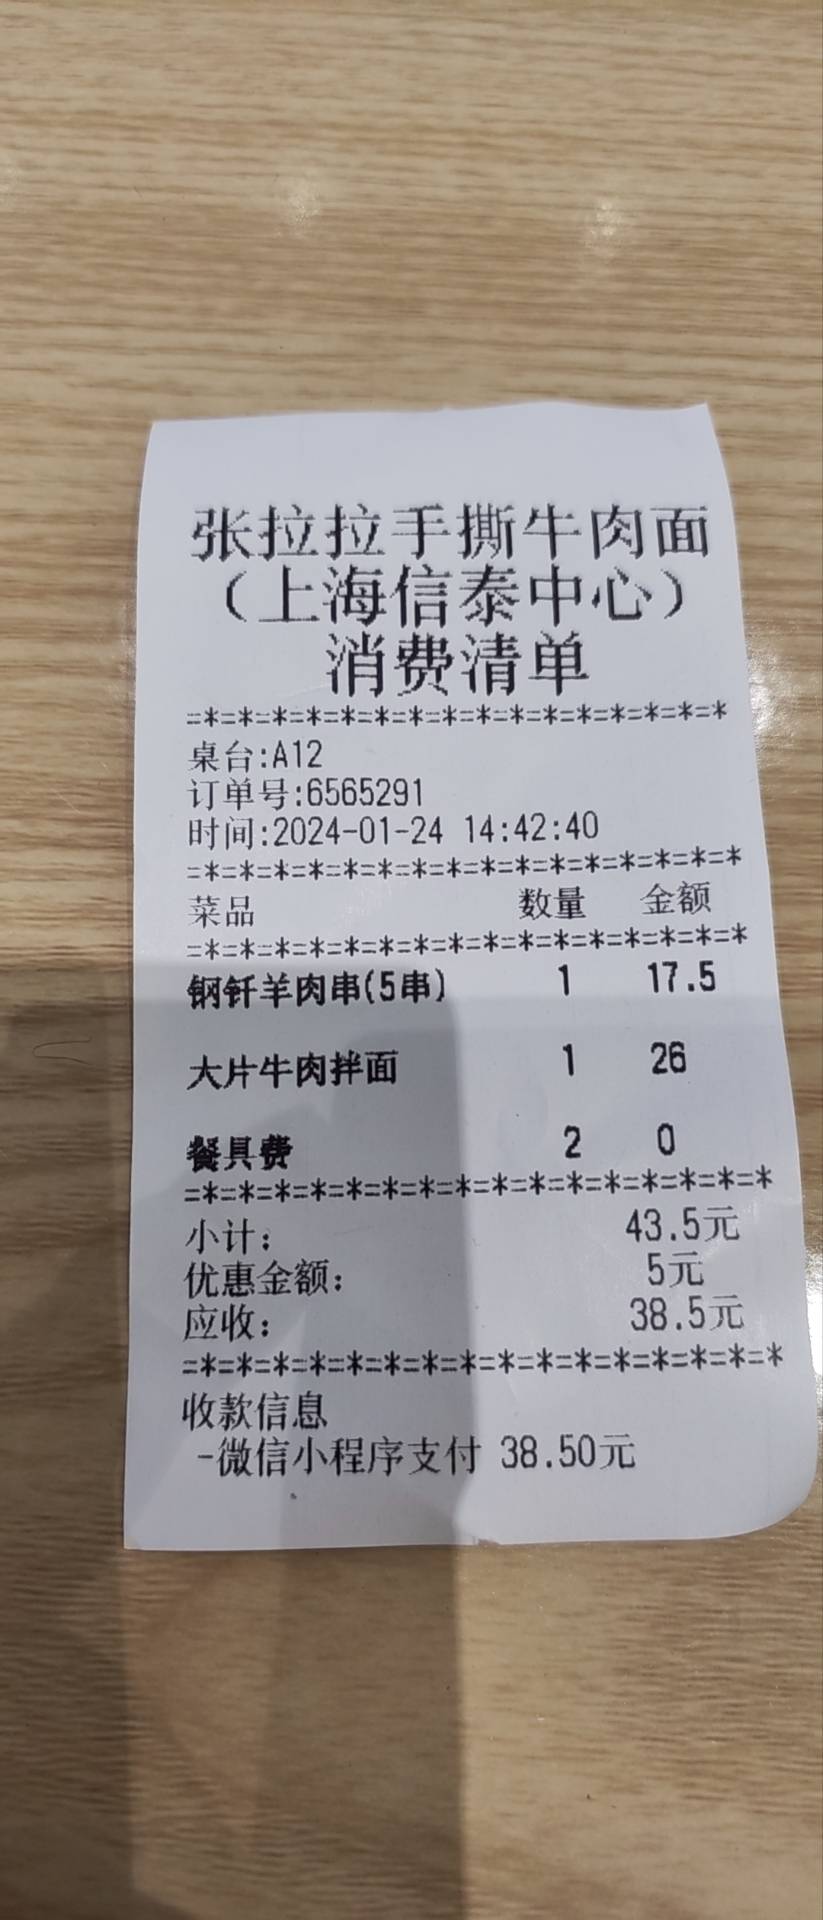 张拉拉手撕牛肉面
（上海信泰中心）
消费清单
=*=*=*=*=*=*=*=*=*=*=*=*=*=*=*=*
桌台:A12
订单号:6565291
时间:2024-01-24 14:42:40
=*=*=*=*=*=*=*=*=*=*=*=*=*=*=*=*
菜品 数量 金额
=*=*=*=*=*=*=*=*=*=*=*=*=*=*=*=*
钢钎羊肉串(5串) 1 17.5
大片牛肉拌面 1 26
餐具费 2 0
=*=*=*=*=*=*=*=*=*=*=*=*=*=*=*=*
小计: 43.5元
优惠金额: 5元
应收: 38.5元
=*=*=*=*=*=*=*=*=*=*=*=*=*=*=*=*
收款信息
-微信小程序支付 38.50元